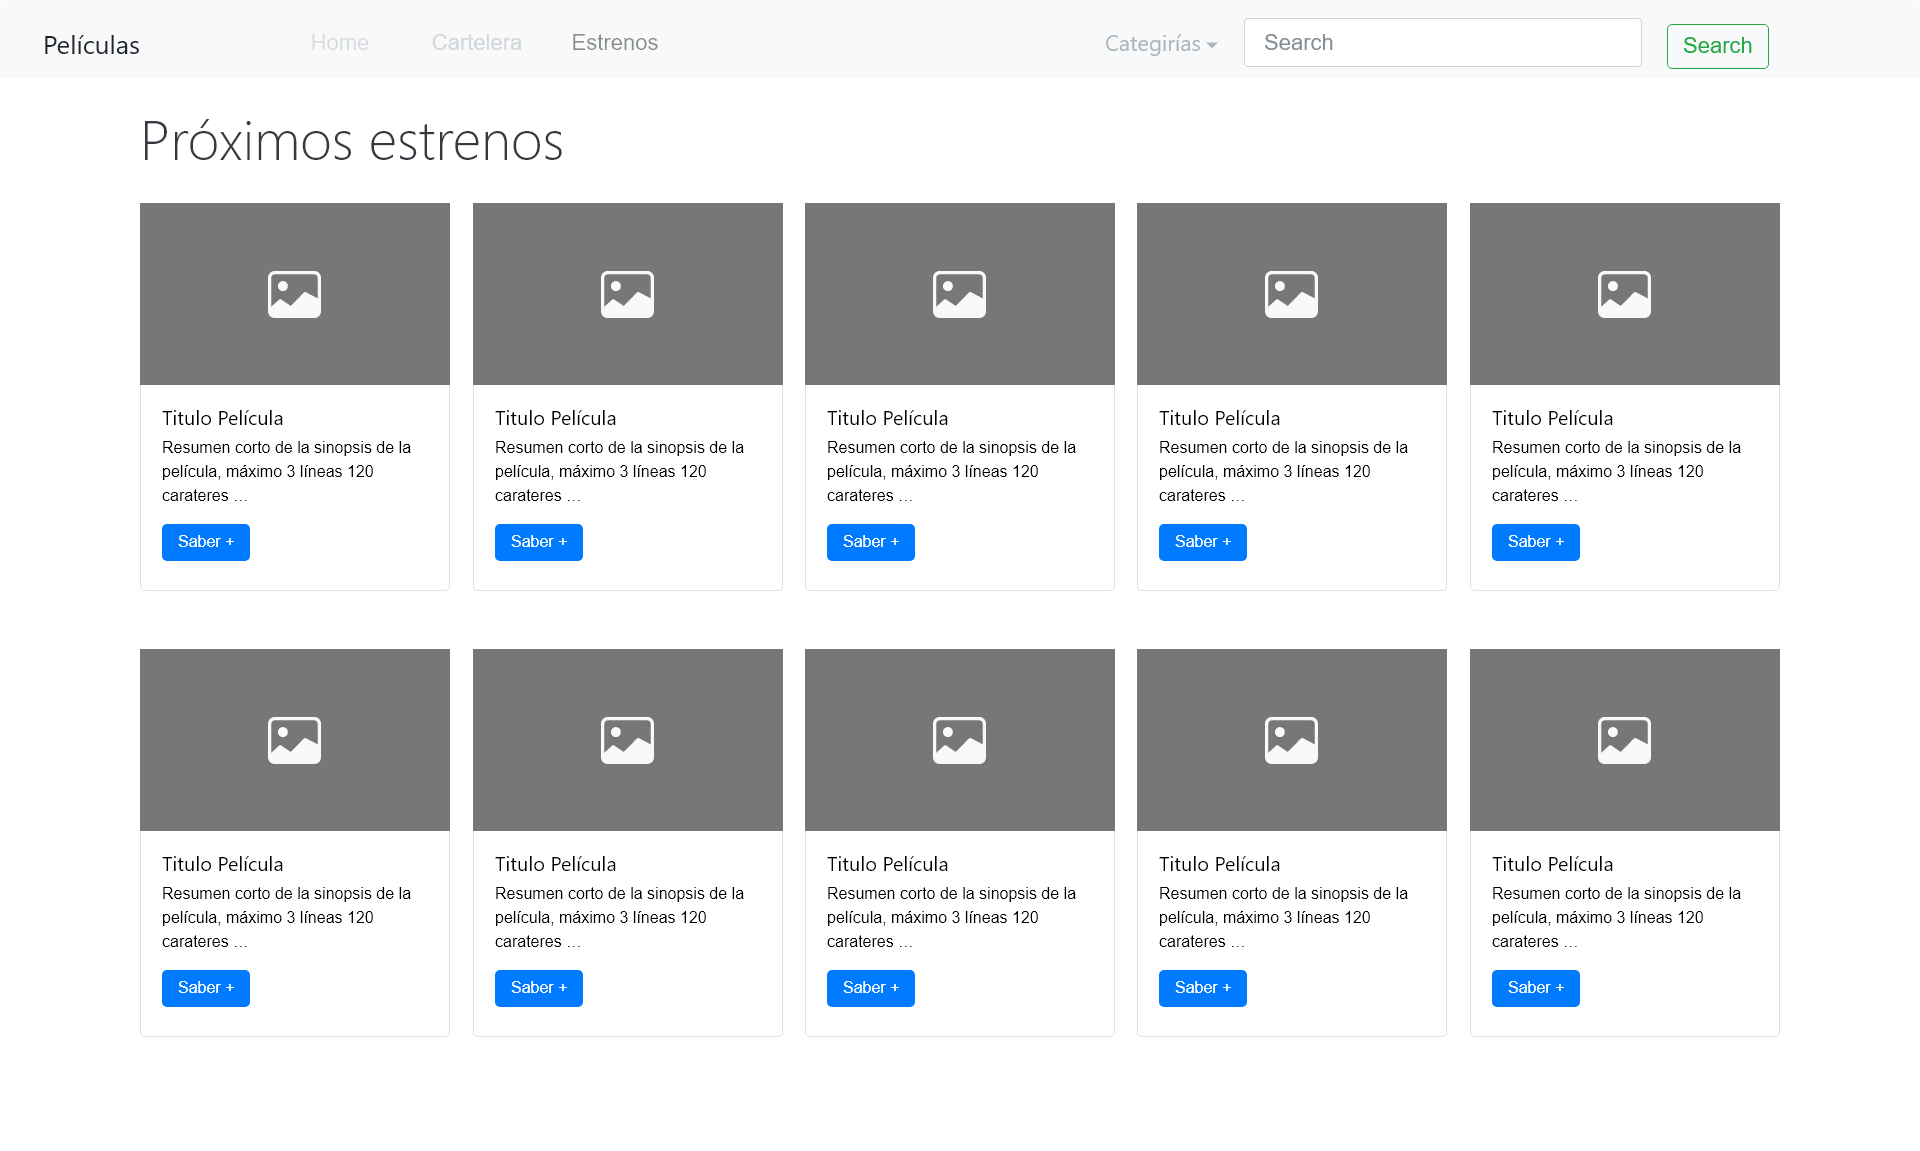 Películas Home Cartelera Estrenos Categirías Search Search
Próximos estrenos
Titulo Película
Resumen corto de la sinopsis de la
película, máximo 3 líneas 120
carateres ...
Saber +
Titulo Película
Resumen corto de la sinopsis de la
película, máximo 3 líneas 120
carateres ...
Saber +
Titulo Película
Resumen corto de la sinopsis de la
película, máximo 3 líneas 120
carateres ...
Saber +
Titulo Película
Resumen corto de la sinopsis de la
película, máximo 3 líneas 120
carateres ...
Saber +
Titulo Película
Resumen corto de la sinopsis de la
película, máximo 3 líneas 120
carateres ...
Saber +
Titulo Película
Resumen corto de la sinopsis de la
película, máximo 3 líneas 120
carateres ...
Saber +
Titulo Película
Resumen corto de la sinopsis de la
película, máximo 3 líneas 120
carateres ...
Saber +
Titulo Película
Resumen corto de la sinopsis de la
película, máximo 3 líneas 120
carateres ...
Saber +
Titulo Película
Resumen corto de la sinopsis de la
película, máximo 3 líneas 120
carateres ...
Saber +
Titulo Película
Resumen corto de la sinopsis de la
película, máximo 3 líneas 120
carateres ...
Saber +